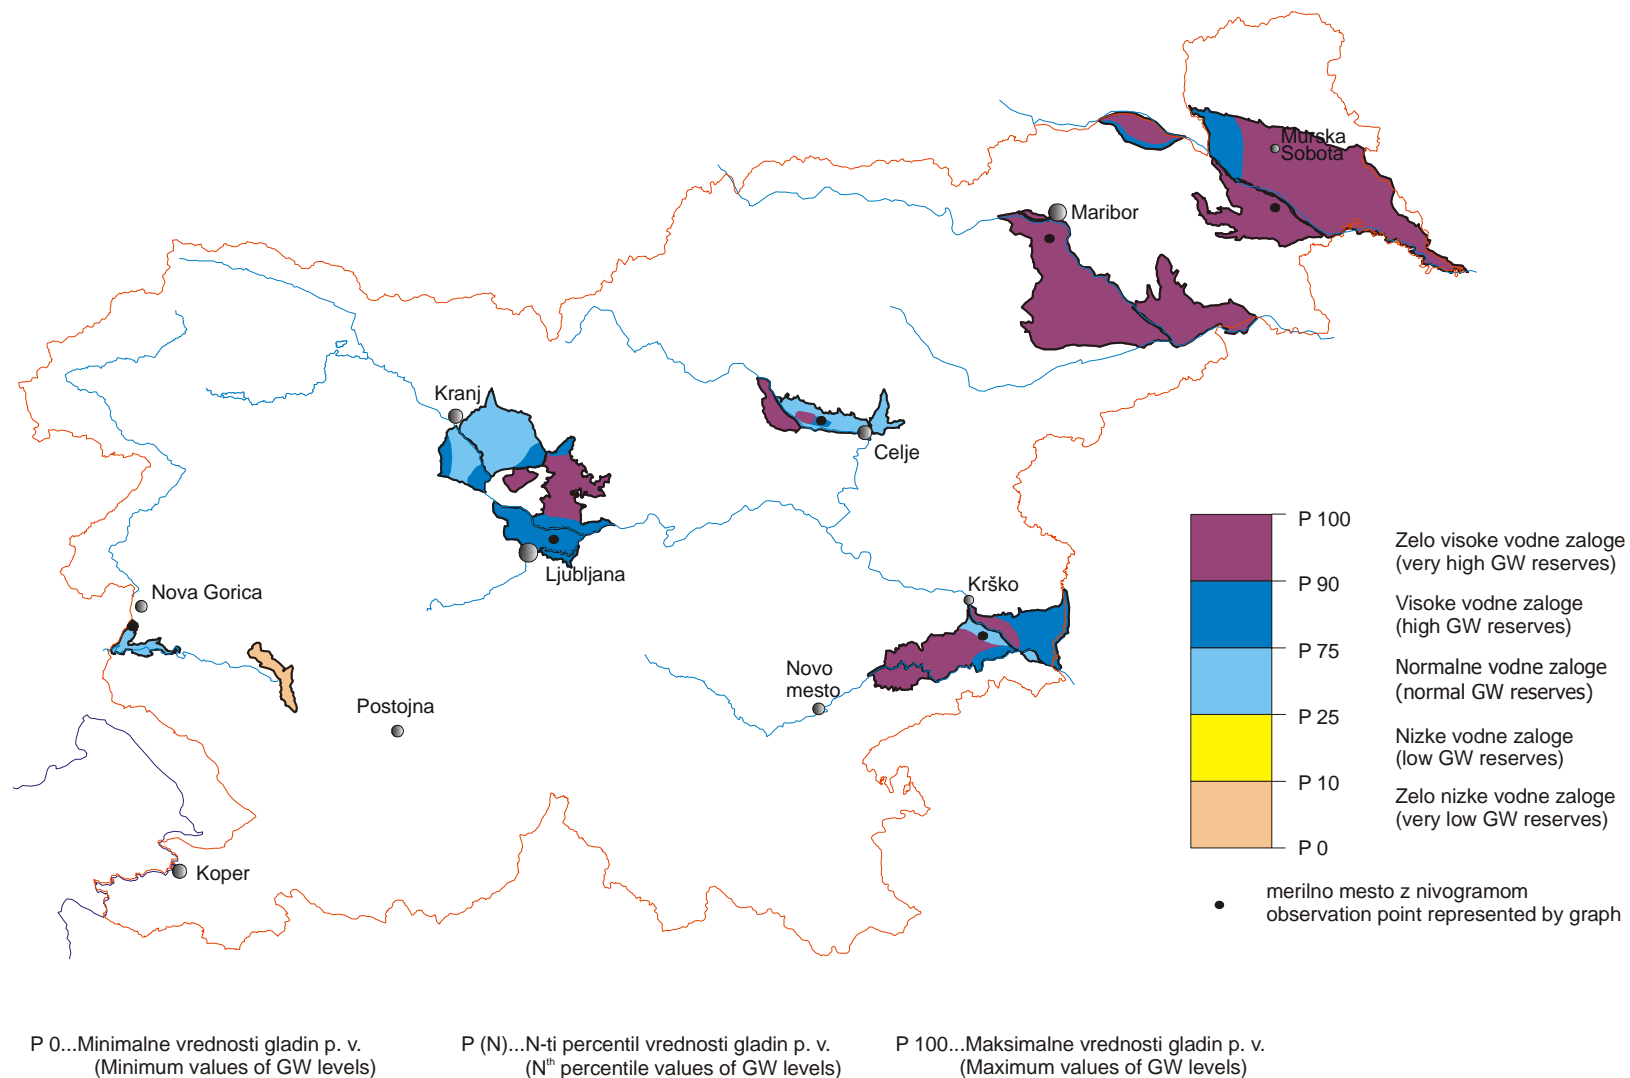 Murska
Sobota
Maribor
Kranj
Celje
Ljubljana
Nova Gorica
Krško
Novo
mesto
Postojna
Koper
P 100
Zelo visoke vodne zaloge
(very high GW reserves)
P 90
Visoke vodne zaloge
(high GW reserves)
P 75
Normalne vodne zaloge
(normal GW reserves)
P 25
Nizke vodne zaloge
(low GW reserves)
P 10
Zelo nizke vodne zaloge
(very low GW reserves)
P 0
merilno mesto z nivogramom
observation point represented by graph
P 0...Minimalne vrednosti gladin p. v.
(Minimum values of GW levels)
P (N)...N-ti percentil vrednosti gladin p. v.
(Nth percentile values of GW levels)
P 100...Maksimalne vrednosti gladin p. v.
(Maximum values of GW levels)